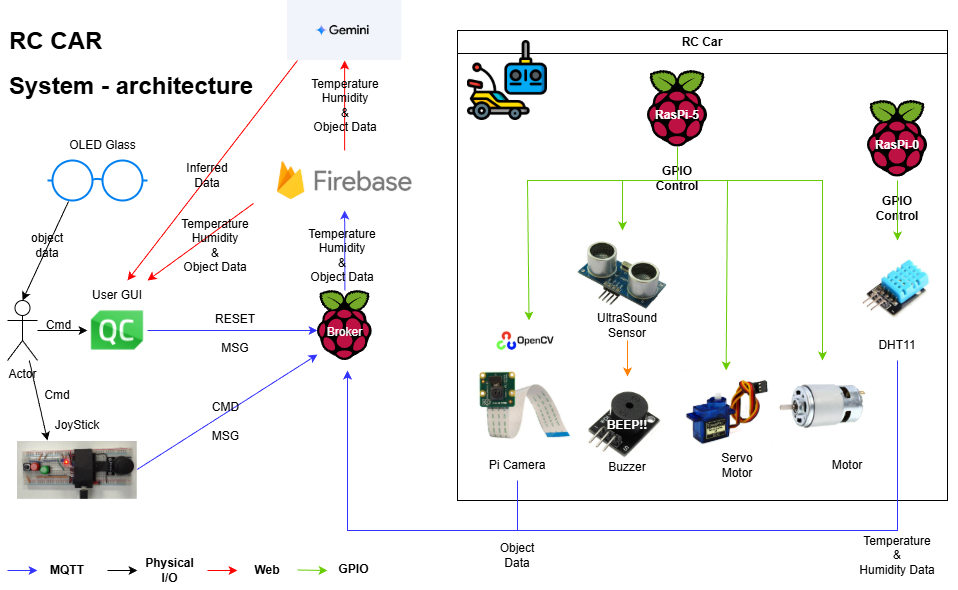 RC CAR
System - architecture
Gemini
Temperature
Humidity
&
Object Data
OLED Glass
Inferred
Data
Firebase
object
data
Temperature
Humidity
&
Object Data
Temperature
Humidity
&
Object Data
User GUI
Cmd
QC
RESET
MSG
Broker
Actor
Cmd
CMD
MSG
JoyStick
RC Car
RasPi-5
RasPi-0
GPIO
Control
GPIO
Control
UltraSound
Sensor
OpenCV
DHT11
BEEP!!
Pi Camera
Buzzer
Servo
Motor
Motor
Object
Data
Temperature
&
Humidity Data
MQTT
Physical
I/O
Web
GPIO